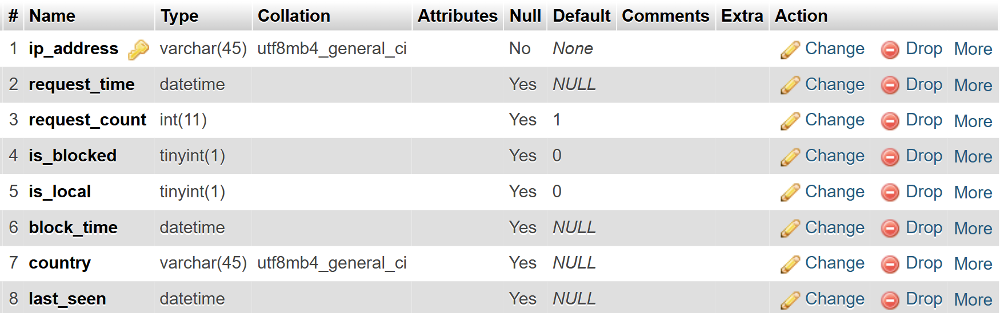 # Name Type Collation Attributes Null Default Comments Extra Action
1 ip_address varchar(45) utf8mb4_general_ci No None Change Drop More
2 request_time datetime Yes NULL Change Drop More
3 request_count int(11) Yes 1 Change Drop More
4 is_blocked tinyint(1) Yes 0 Change Drop More
5 is_local tinyint(1) Yes 0 Change Drop More
6 block_time datetime Yes NULL Change Drop More
7 country varchar(45) utf8mb4_general_ci Yes NULL Change Drop More
8 last_seen datetime Yes NULL Change Drop More